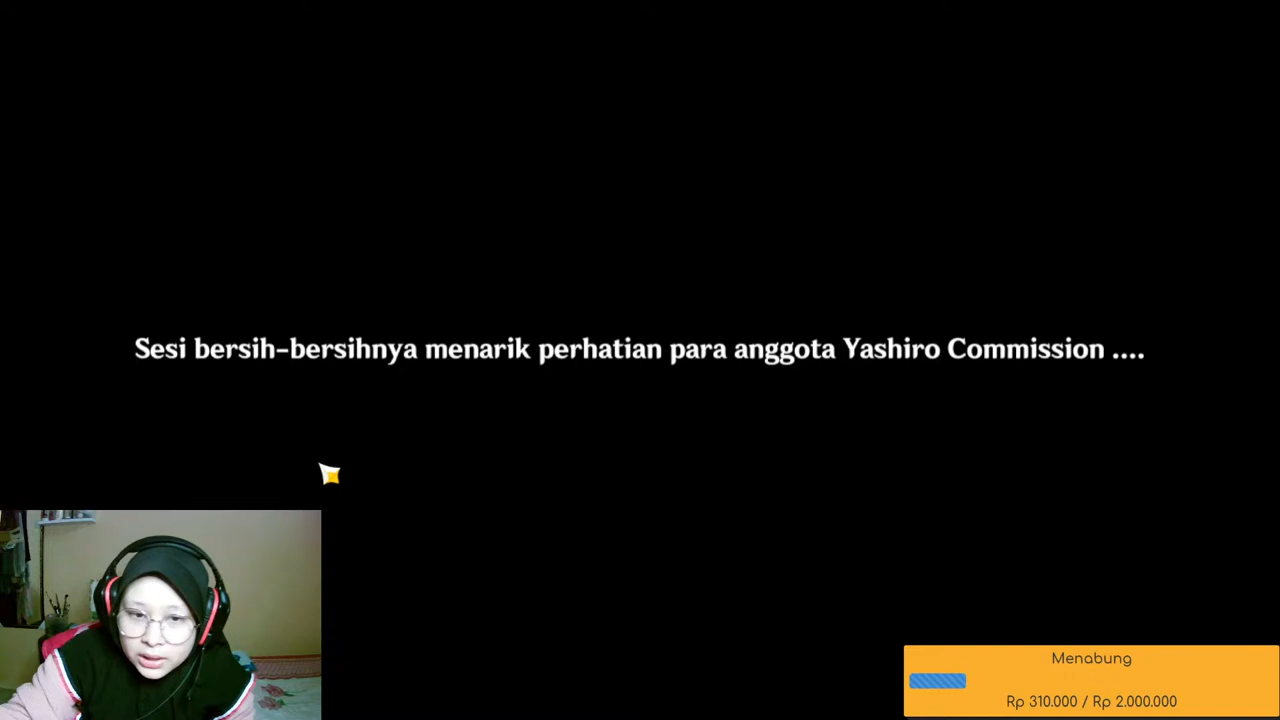 Sesi bersih-bersihnya menarik perhatian para anggota Yashiro Commission ....
Menabung
Rp 310.000 / Rp 2.000.000